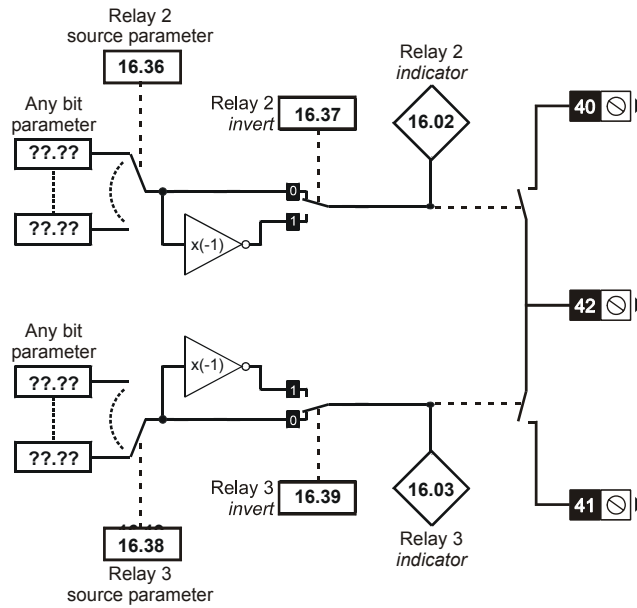 Relay 2
source parameter
16.36
Any bit
parameter
??.??
??.??
Relay 2
invert
16.37
Relay 2
indicator
16.02
0
1
x(-1)
40
42
41
Any bit
parameter
??.??
??.??
x(-1)
1
0
Relay 3
invert
16.39
16.03
Relay 3
indicator
16.38
Relay 3
source parameter